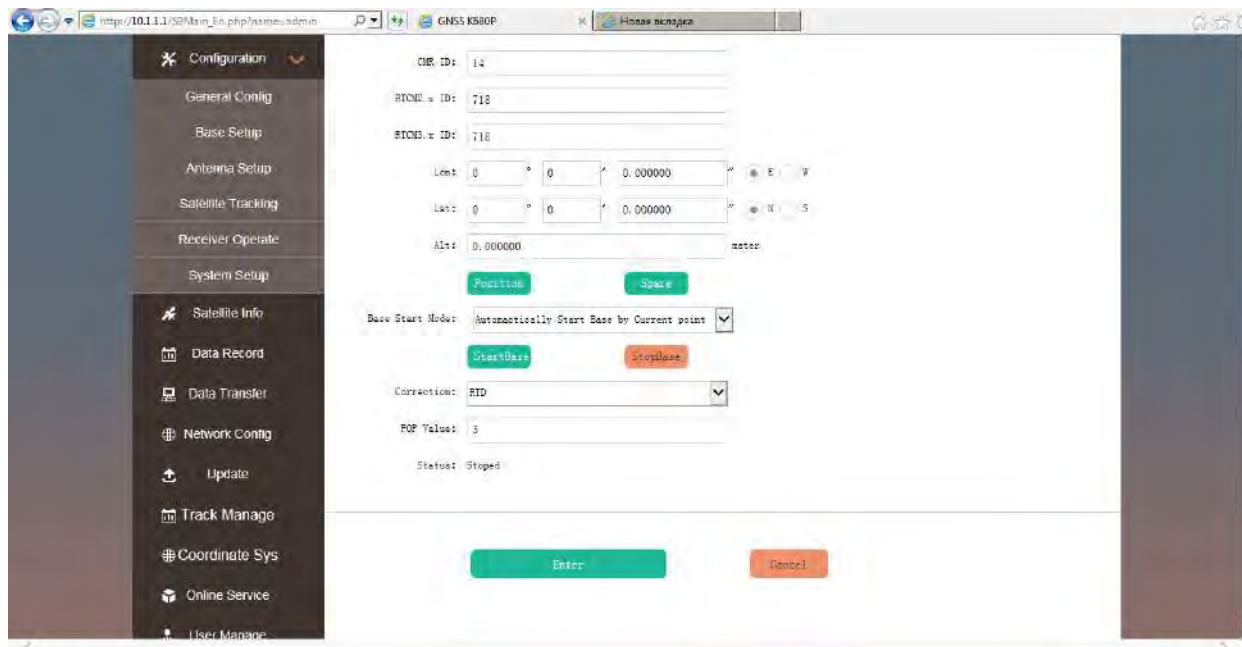 http://10.1.1.1/SBMain_En.php?name=admin
GNSS K580P
Новая вкладка
Configuration
General Config
Base Setup
Antenna Setup
Satellite Tracking
Receiver Operate
System Setup
Satellite Info
Data Record
Data Transfer
Network Config
Update
Track Manage
Coordinate Sys
Online Service
User Manage
CMR ID: 14
RTCM2.x ID: 718
RTCM3.x ID: 718
Lon: 0 ° 0 ′ 0.000000 ″ E W
Lat: 0 ° 0 ′ 0.000000 ″ N S
Alt: 0.000000 meter
Position
Base Start Mode: Automactically Start Base by Current point
StartBase StopBase
Correction: RTD
PDOP Value: 3
Status: Stoped
Enter Cancel